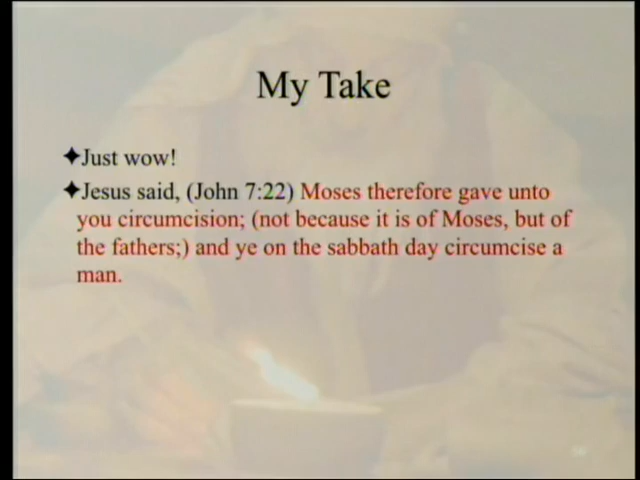 My Take
Just wow!
Jesus said, (John 7:22) Moses therefore gave unto
you circumcision; (not because it is of Moses, but of
the fathers;) and ye on the sabbath day circumcise a
man.